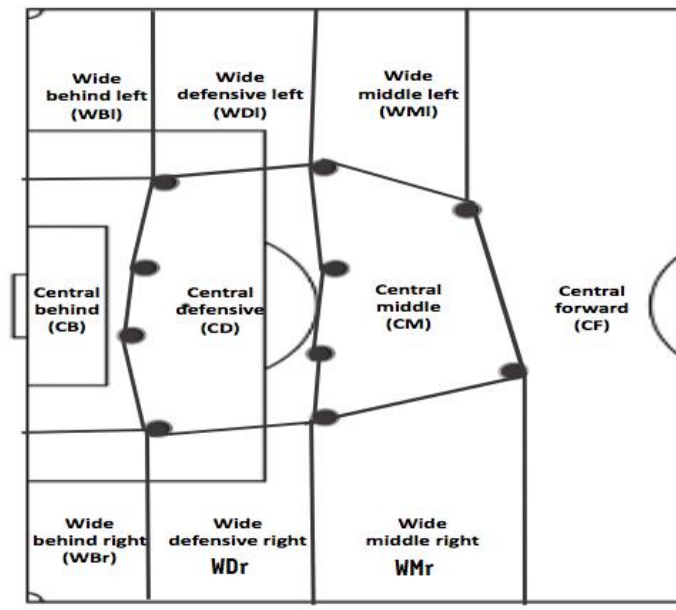 Wide
behind left
(WBl)
Wide
defensive left
(WDl)
Wide
middle left
(WMl)
Central
behind
(CB)
Central
defensive
(CD)
Central
middle
(CM)
Central
forward
(CF)
Wide
behind right
(WBr)
Wide
defensive right
WDr
Wide
middle right
WMr